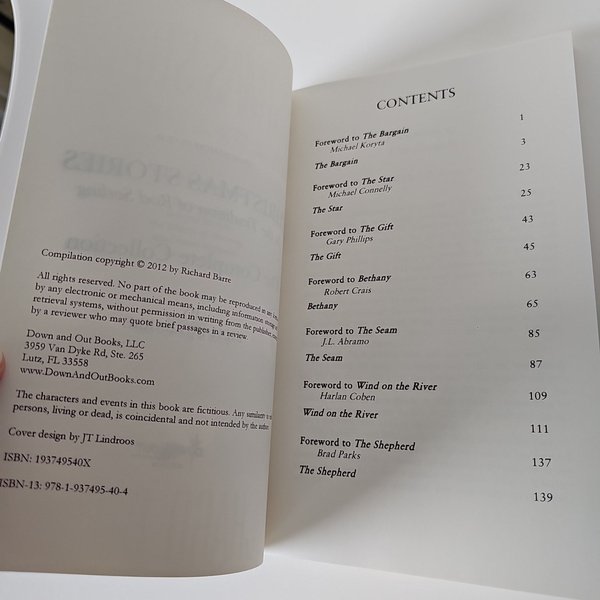 Compilation copyright © 2012 by Richard Barre
All rights reserved. No part of the book may be reproduced in any
by any electronic or mechanical means, including information storage
retrieval systems, without permission in writing from the publisher,
by a reviewer who may quote brief passages in a review.
Down and Out Books, LLC
3959 Van Dyke Rd, Ste. 265
Lutz, FL 33558
www.DownAndOutBooks.com
The characters and events in this book are fictitious. Any similarity to
persons, living or dead, is coincidental and not intended by the author.
Cover design by JT Lindroos
ISBN: 193749540X
ISBN-13: 978-1-937495-40-4
CONTENTS
Foreword to The Bargain 1
Michael Koryta
The Bargain 3
Foreword to The Star 23
Michael Connelly
The Star 25
Foreword to The Gift 43
Gary Phillips
The Gift 45
Foreword to Bethany 63
Robert Crais
Bethany 65
Foreword to The Seam 85
J.L. Abramo
The Seam 87
Foreword to Wind on the River 109
Harlan Coben
Wind on the River 111
Foreword to The Shepherd 137
Brad Parks
The Shepherd 139